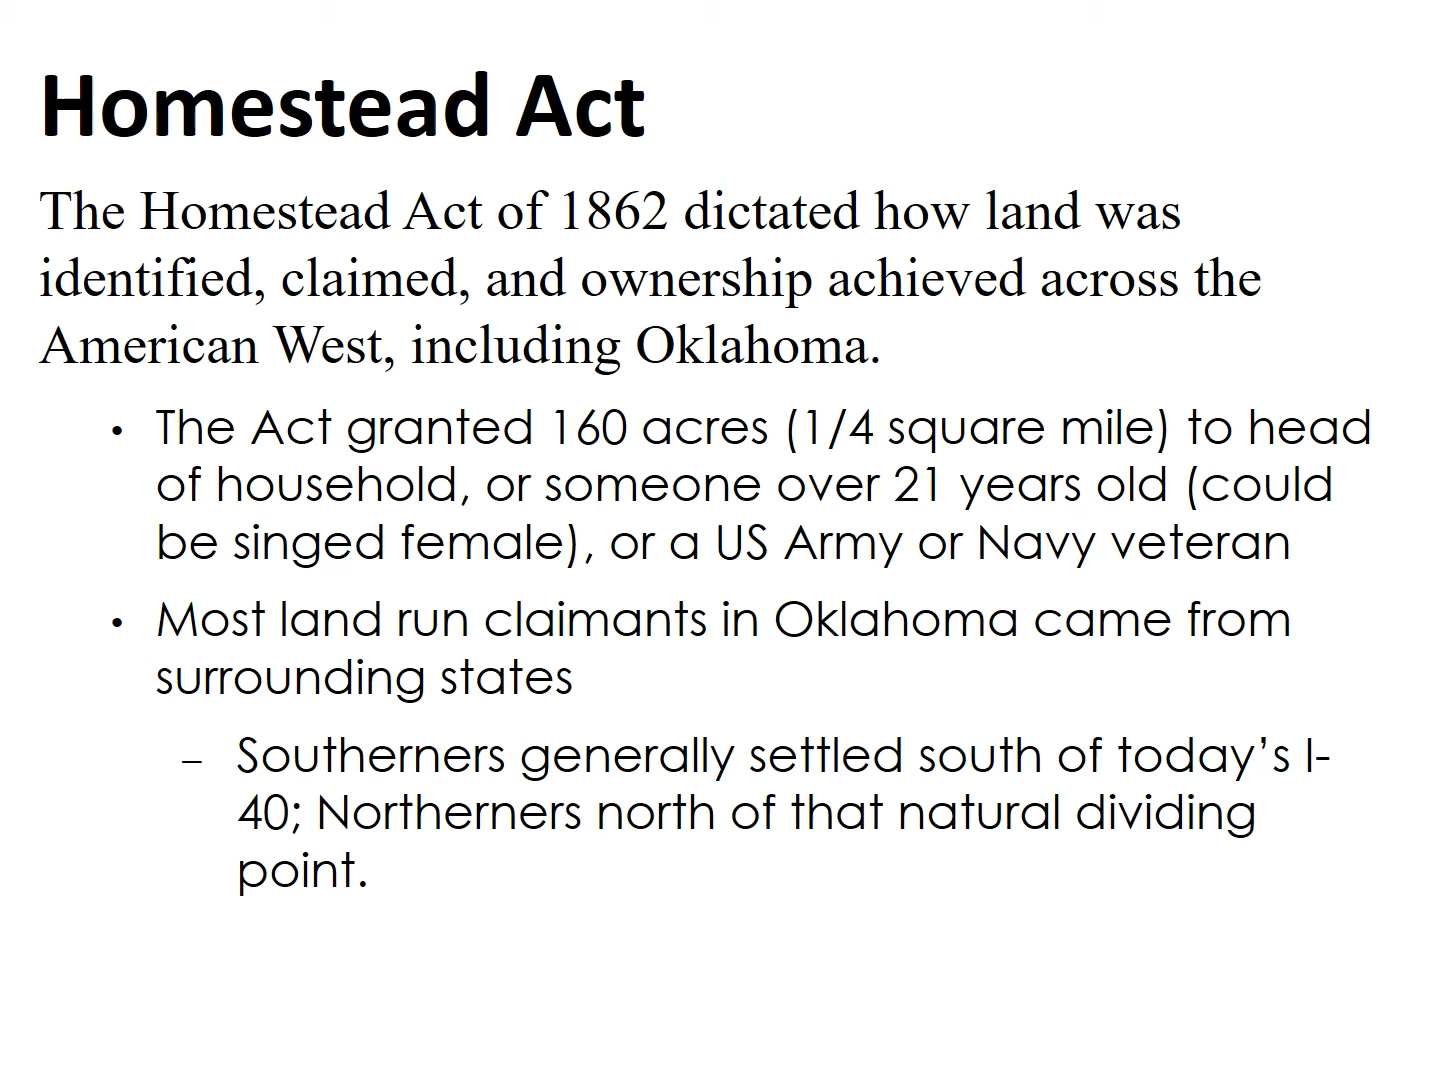 Homestead Act
The Homestead Act of 1862 dictated how land was
identified, claimed, and ownership achieved across the
American West, including Oklahoma.
• The Act granted 160 acres (1/4 square mile) to head
of household, or someone over 21 years old (could
be singed female), or a US Army or Navy veteran
• Most land run claimants in Oklahoma came from
surrounding states
– Southerners generally settled south of today’s I-
40; Northerners north of that natural dividing
point.